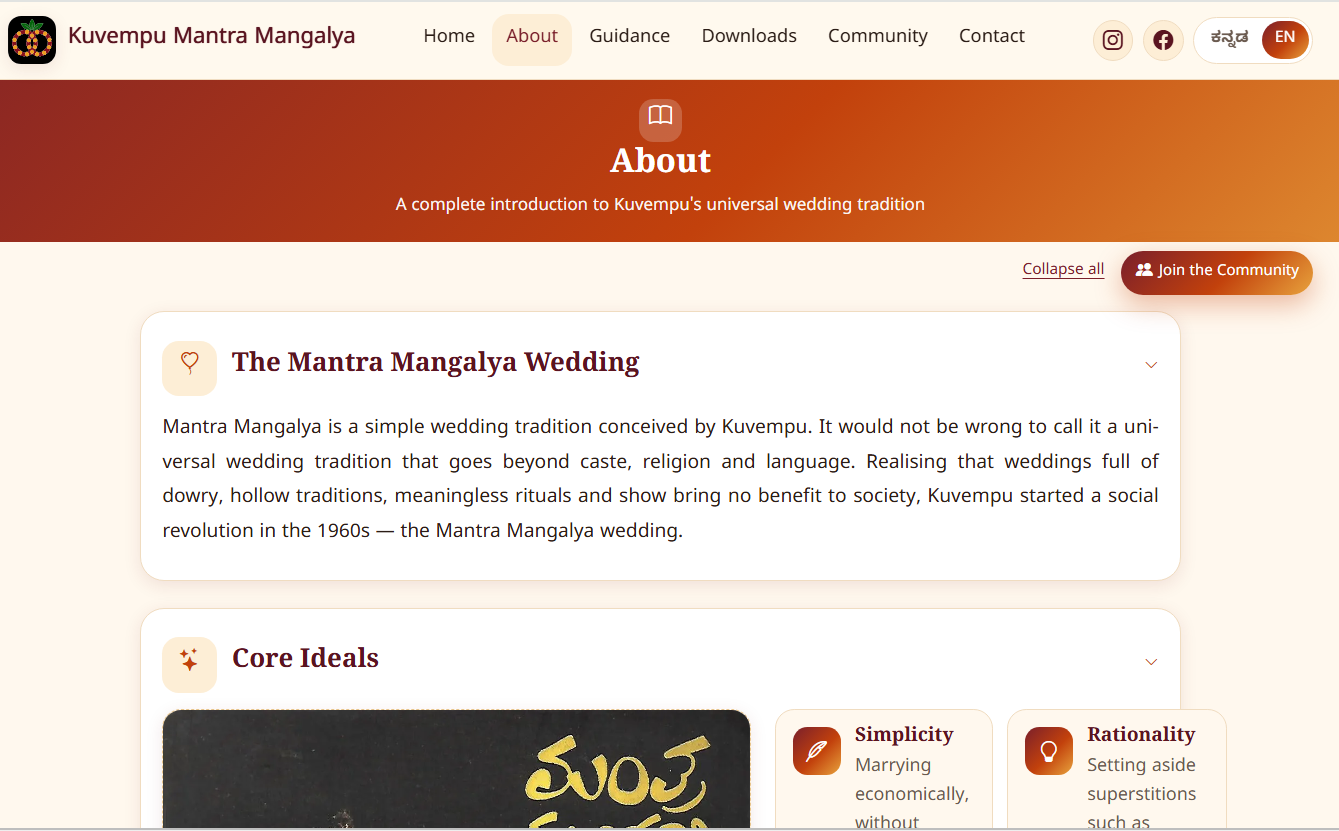 Kuvempu Mantra Mangalya
Home About Guidance Downloads Community Contact
ಕನ್ನಡ EN
About
A complete introduction to Kuvempu's universal wedding tradition
Collapse all
Join the Community
The Mantra Mangalya Wedding
Mantra Mangalya is a simple wedding tradition conceived by Kuvempu. It would not be wrong to call it a uni-
versal wedding tradition that goes beyond caste, religion and language. Realising that weddings full of
dowry, hollow traditions, meaningless rituals and show bring no benefit to society, Kuvempu started a social
revolution in the 1960s — the Mantra Mangalya wedding.
Core Ideals
ಮಂತ್ರ
Simplicity
Marrying
economically,
without
Rationality
Setting aside
superstitions
such as